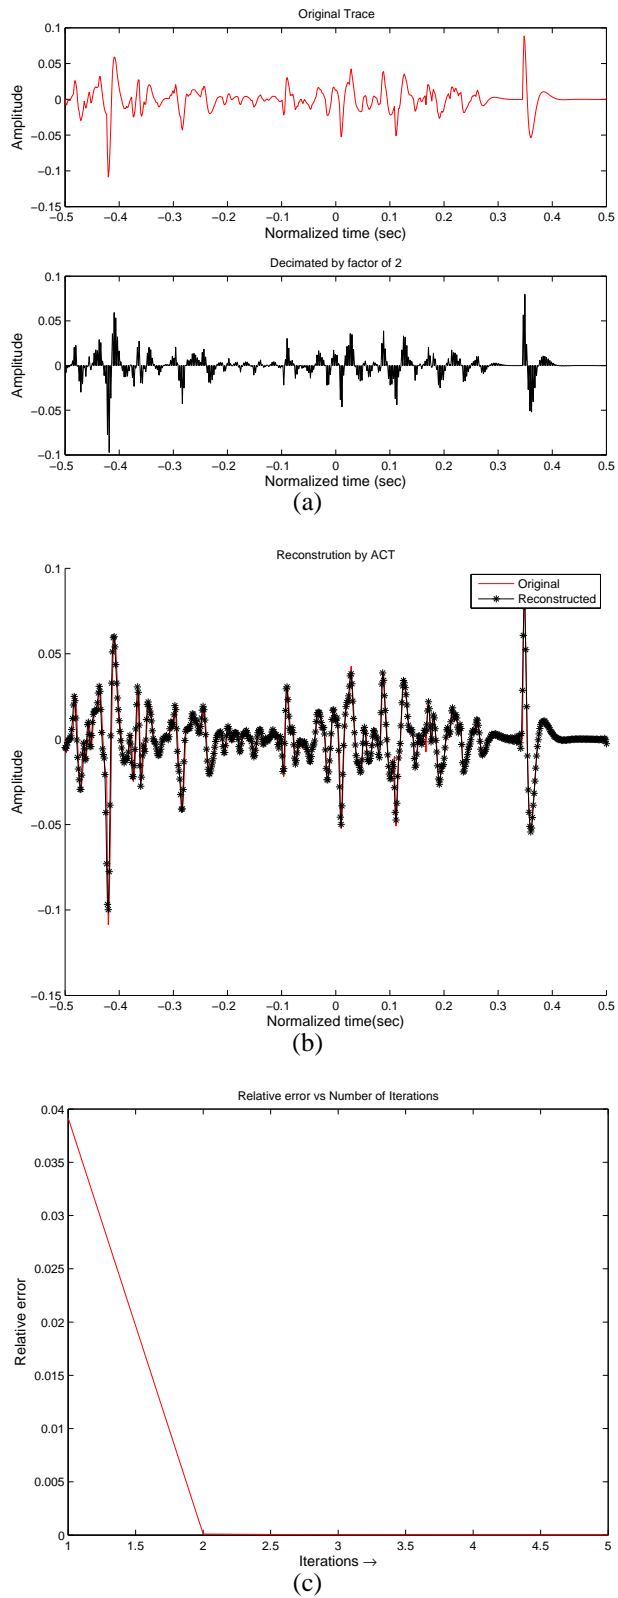 Original Trace
0.1
0.05
0
−0.05
−0.1
−0.15
Amplitude
−0.5 −0.4 −0.3 −0.2 −0.1 0 0.1 0.2 0.3 0.4 0.5
Normalized time (sec)
Decimated by factor of 2
0.1
0.05
0
−0.05
−0.1
Amplitude
−0.5 −0.4 −0.3 −0.2 −0.1 0 0.1 0.2 0.3 0.4 0.5
Normalized time (sec)
(a)
Reconstrution by ACT
0.1
0.05
0
−0.05
−0.1
−0.15
Amplitude
Original
Reconstructed
−0.5 −0.4 −0.3 −0.2 −0.1 0 0.1 0.2 0.3 0.4 0.5
Normalized time(sec)
(b)
Relative error vs Number of Iterations
0.04
0.035
0.03
0.025
0.02
0.015
0.01
0.005
0
Relative error
1 1.5 2 2.5 3 3.5 4 4.5 5
Iterations →
(c)